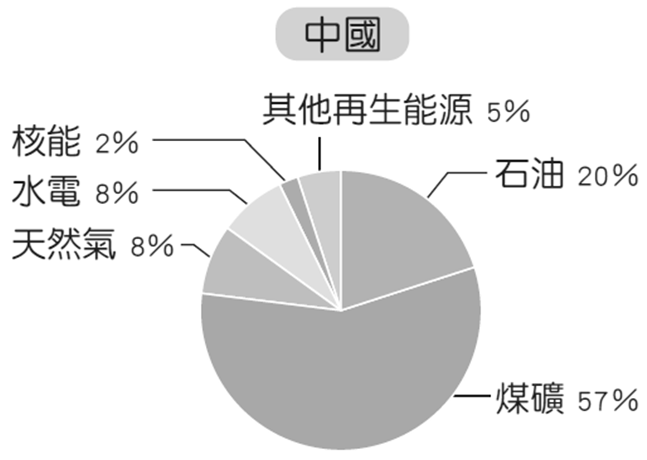 中國
其他再生能源 5%
核能 2%
石油 20%
水電 8%
天然氣 8%
煤礦 57%